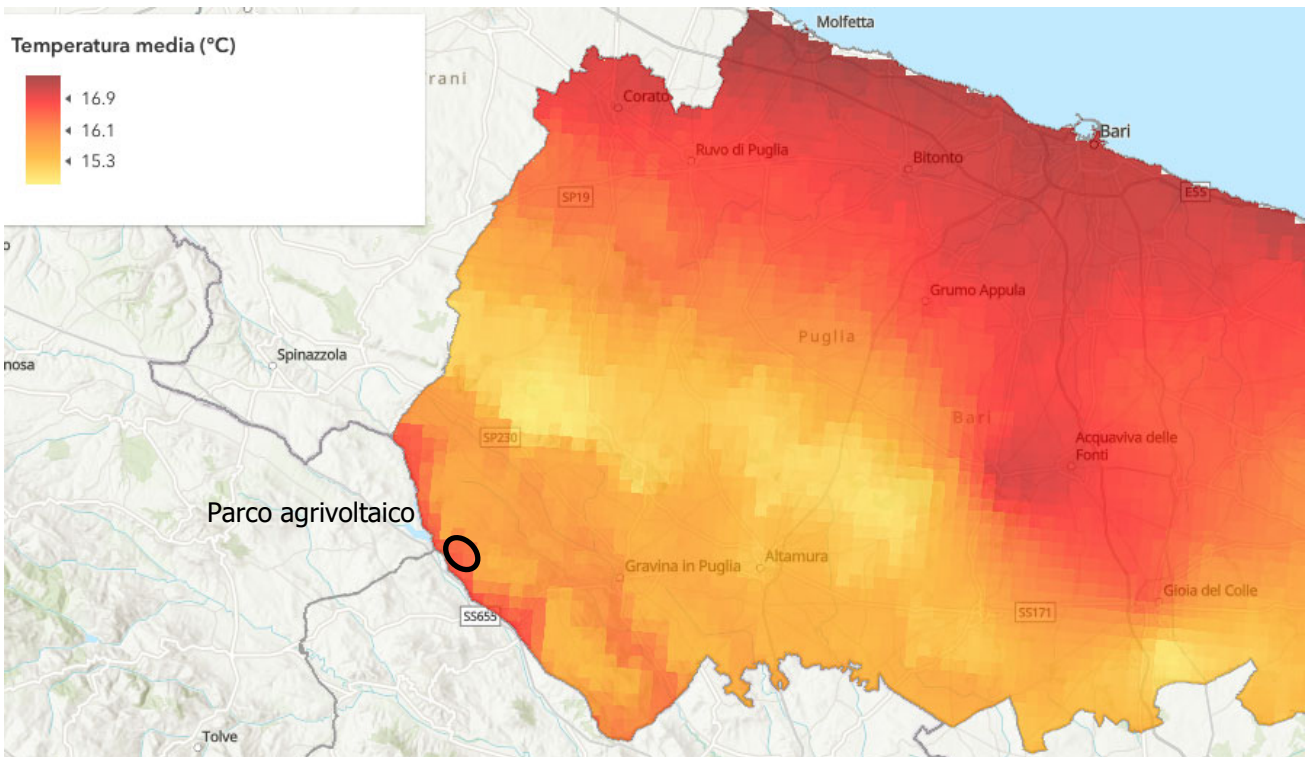 Temperatura media (°C)
16.9
16.1
15.3
rani
Molfetta
Corato
Bari
Ruvo di Puglia
Bitonto
SP19
E55
Grumo Appula
Puglia
Spinazzola
nosa
Bari
SP230
Acquaviva delle
Fonti
Parco agrivoltaico
Gravina in Puglia
Altamura
Gioia del Colle
SS655
SS171
Tolve